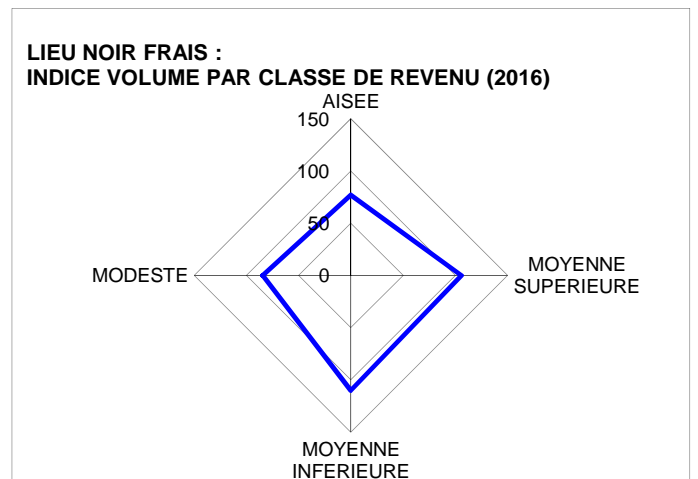 LIEU NOIR FRAIS :
INDICE VOLUME PAR CLASSE DE REVENU (2016)
AISEE
150
100
50
0
MODESTE
MOYENNE
SUPERIEURE
MOYENNE
INFERIEURE